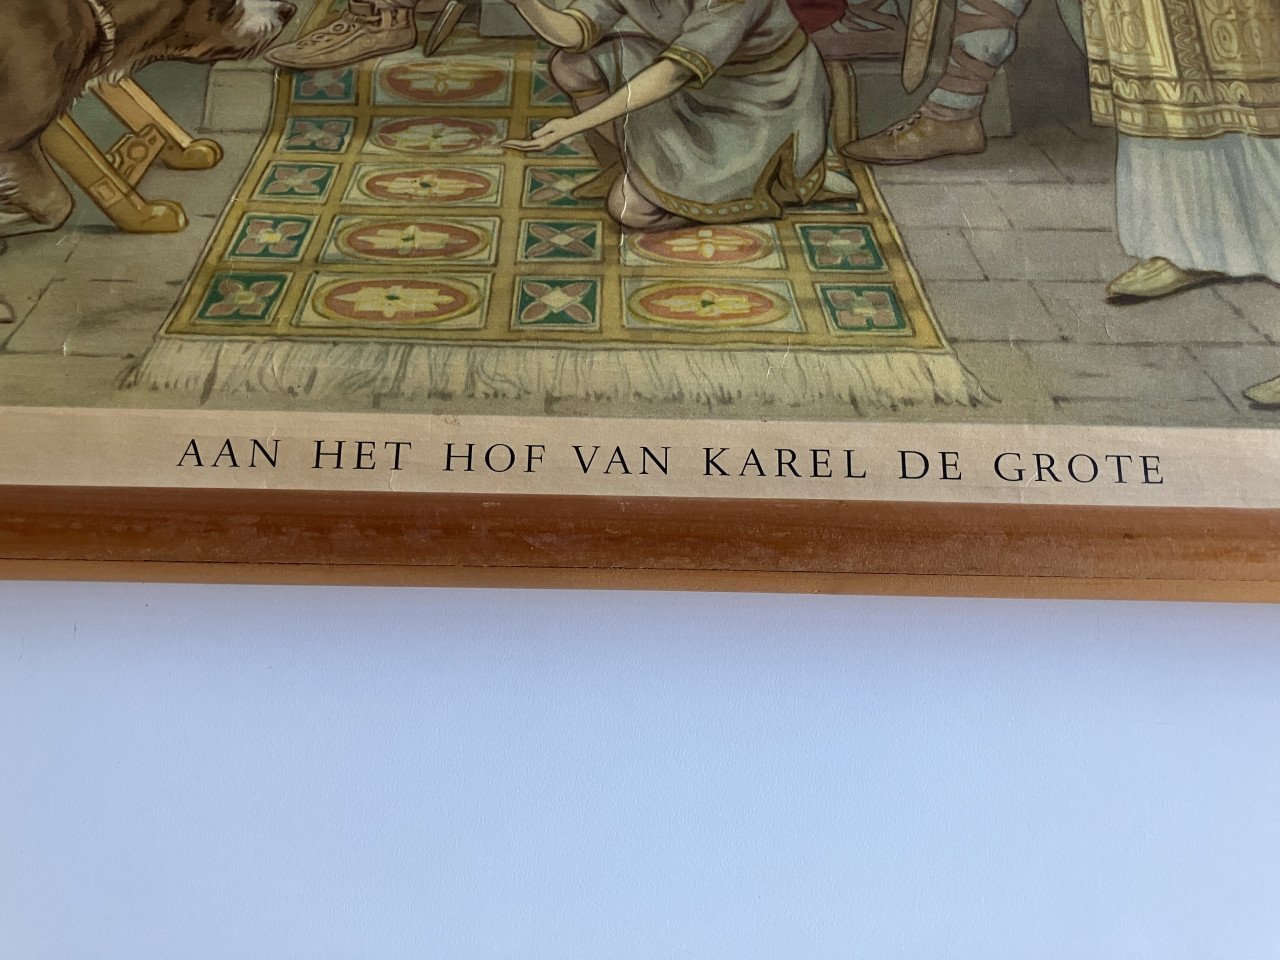 AAN HET HOF VAN KAREL DE GROTE